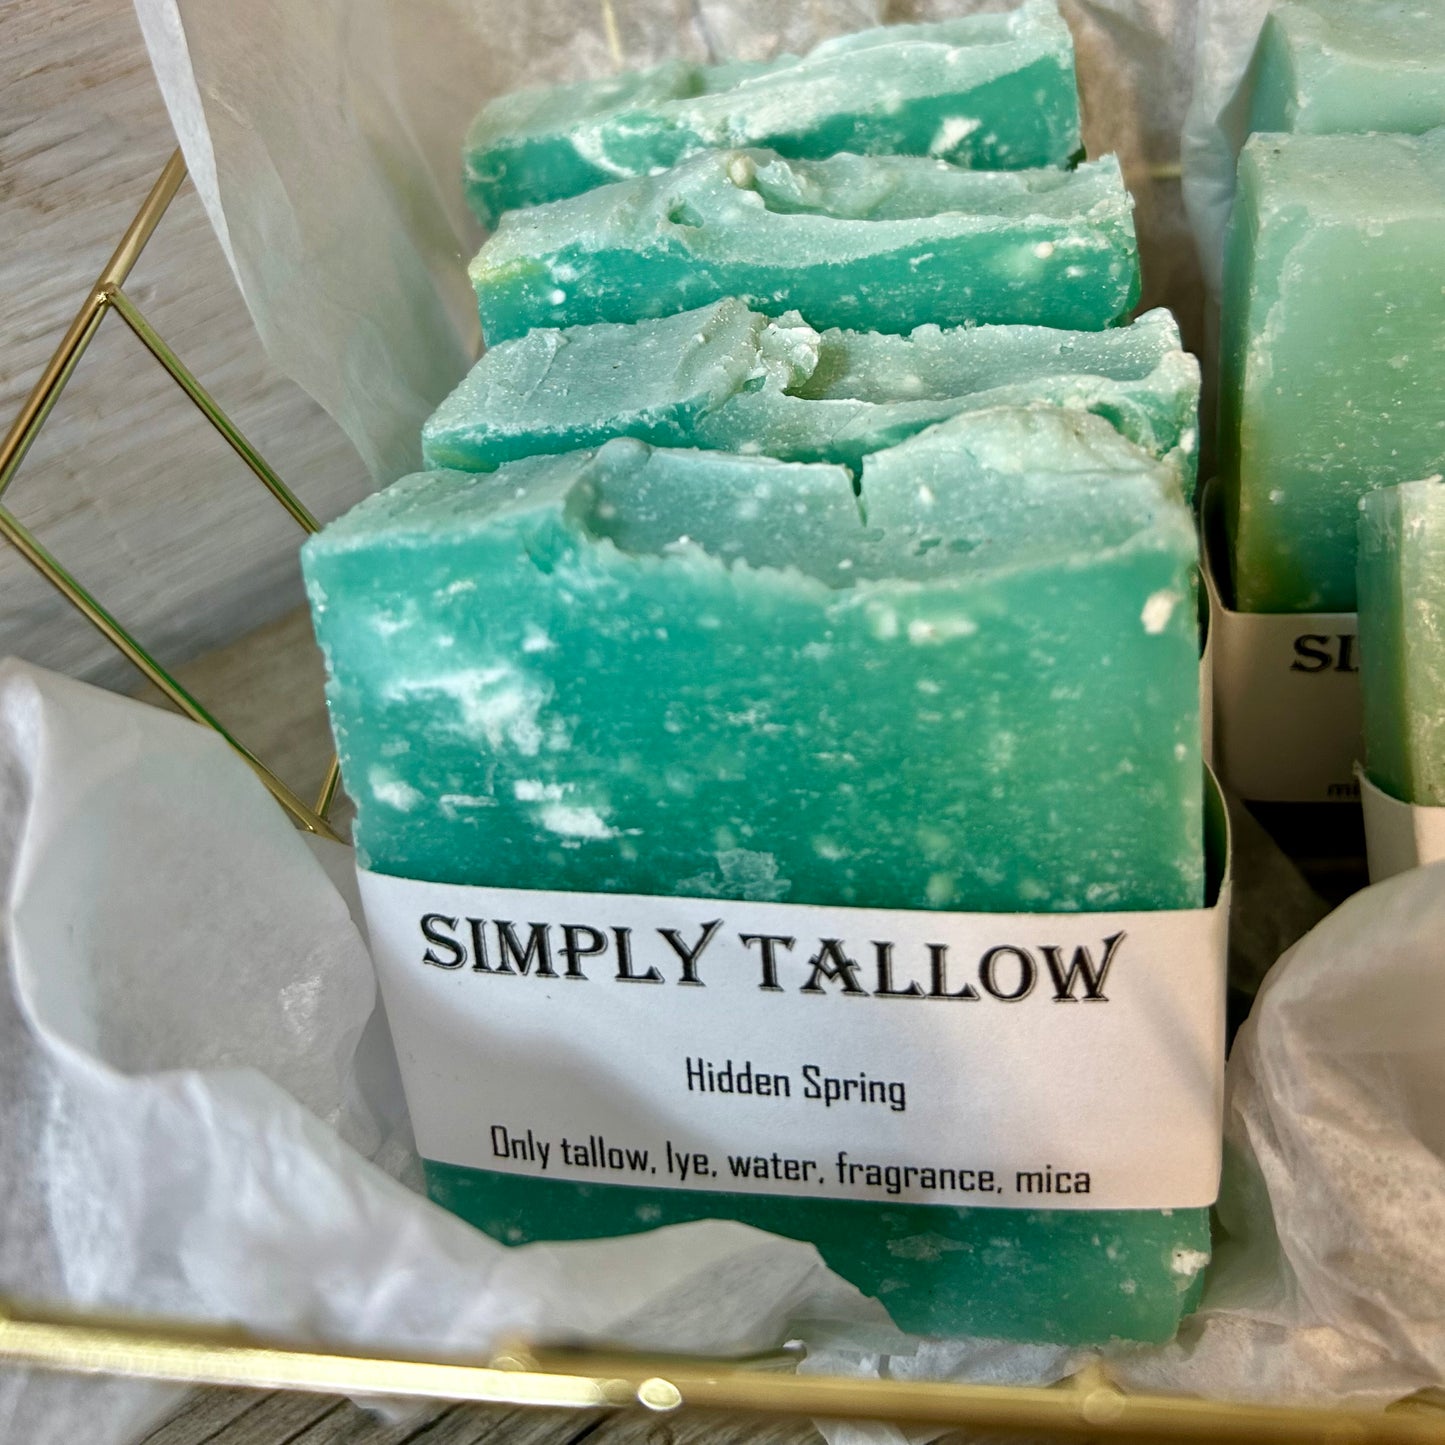 SIMPLY TALLOW
Hidden Spring
Only tallow, lye, water, fragrance, mica